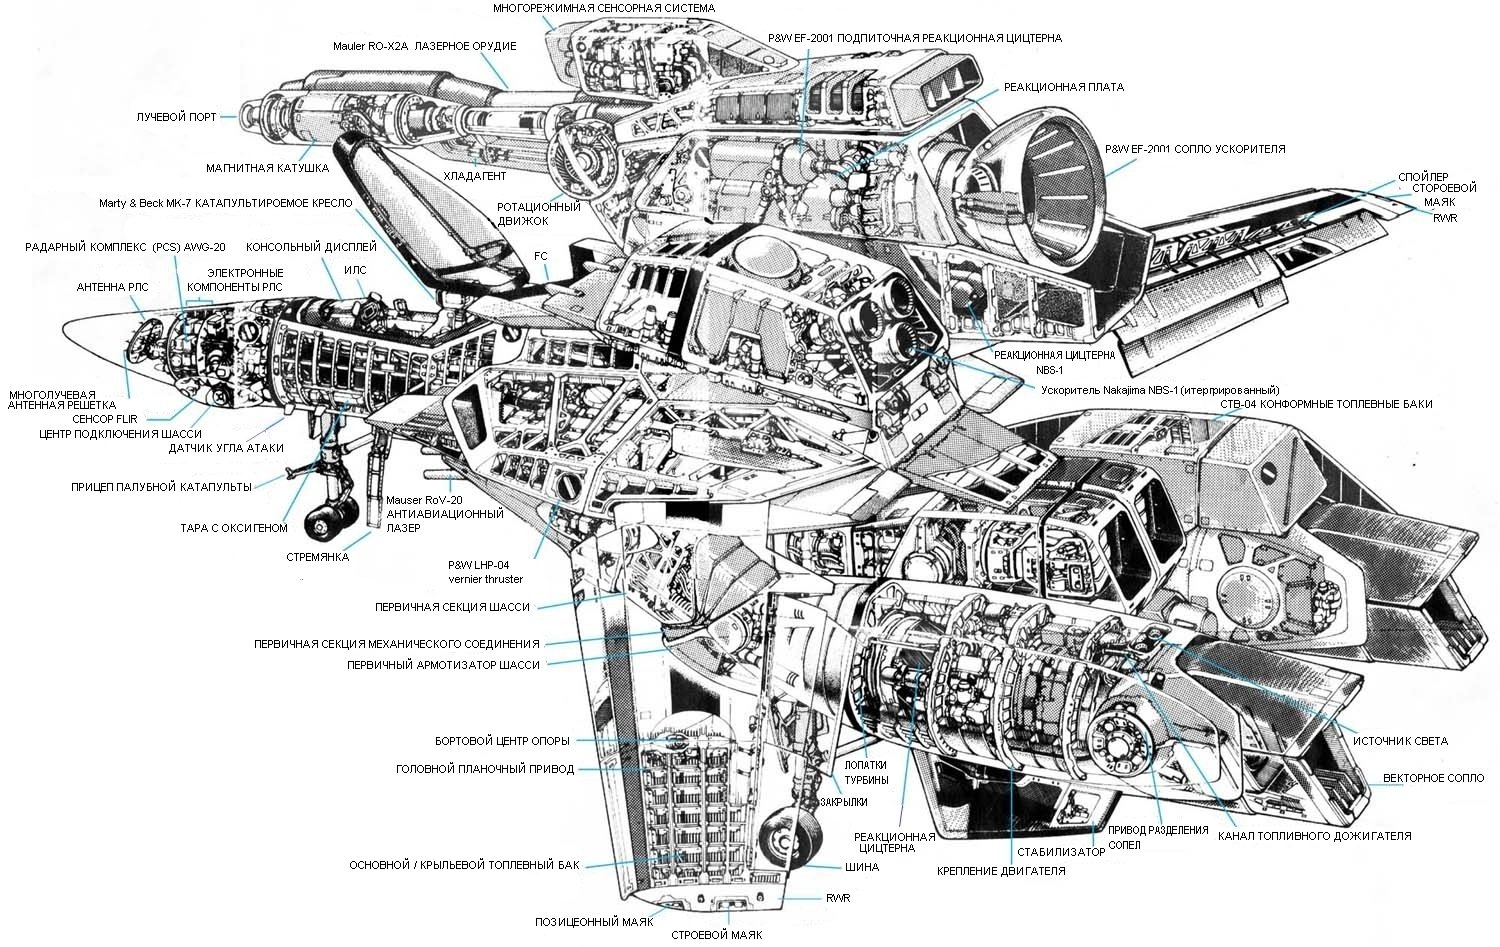 МНОГОРЕЖИМНАЯ СЕНСОРНАЯ СИСТЕМА
Mauler RO-X2A ЛАЗЕРНОЕ ОРУДИЕ
P&W EF-2001 ПОДПИТОЧНАЯ РЕАКЦИОННАЯ ЦИЦТЕРНА
РЕАКЦИОННАЯ ПЛАТА
ЛУЧЕВОЙ ПОРТ
P&W EF-2001 СОПЛО УСКОРИТЕЛЯ
МАГНИТНАЯ КАТУШКА
ХЛАДАГЕНТ
СПОЙЛЕР
СТОРОЕВОЙ
МАЯК
RWR
Marty & Beck MK-7 КАТАПУЛЬТИРОЕМОЕ КРЕСЛО
РОТАЦИОННЫЙ
ДВИЖОК
РАДАРНЫЙ КОМПЛЕКС (PCS) AWG-20
КОНСОЛЬНЫЙ ДИСПЛЕЙ
FC
ИЛС
ЭЛЕКТРОННЫЕ
КОМПОНЕНТЫ РЛС
АНТЕННА РЛС
РЕАКЦИОННАЯ ЦИЦТЕРНА
NBS-1
Ускоритель Nakajima NBS-1 (итерпрированный)
МНОГОЛУЧЕВАЯ
АНТЕННАЯ РЕШЕТКА
СТВ-04 КОНФОРМНЫЕ ТОПЛЕВНЫЕ БАКИ
СЕНСОР FLIR
ЦЕНТР ПОДКЛЮЧЕНИЯ ШАССИ
ДАТЧИК УГЛА АТАКИ
ПРИЦЕП ПАЛУБНОЙ КАТАПУЛЬТЫ
Mauser RoV-20
АНТИАВИАЦИОННЫЙ
ЛАЗЕР
ТАРА С ОКСИГЕНОМ
СТРЕМЯНКА
P&W LHP-04
vernier thruster
ПЕРВИЧНАЯ СЕКЦИЯ ШАССИ
ПЕРВИЧНАЯ СЕКЦИЯ МЕХАНИЧЕСКОГО СОЕДИНЕНИЯ
ПЕРВИЧНЫЙ АРМОТИЗАТОР ШАССИ
БОРТОВОЙ ЦЕНТР ОПОРЫ
ИСТОЧНИК СВЕТА
ГОЛОВНОЙ ПЛАНОЧНЫЙ ПРИВОД
ЛОПАТКИ
ТУРБИНЫ
ВЕКТОРНОЕ СОПЛО
ЗАКРЫЛКИ
РЕАКЦИОННАЯ
ЦИЦТЕРНА
ПРИВОД РАЗДЕЛЕНИЯ
СОПЕЛ
КАНАЛ ТОПЛИВНОГО ДОЖИГАТЕЛЯ
СТАБИЛИЗАТОР
ОСНОВНОЙ / КРЫЛЬЕВОЙ ТОПЛЕВНЫЙ БАК
ШИНА
КРЕПЛЕНИЕ ДВИГАТЕЛЯ
RWR
ПОЗИЦЕОННЫЙ МАЯК
СТРОЕВОЙ МАЯК